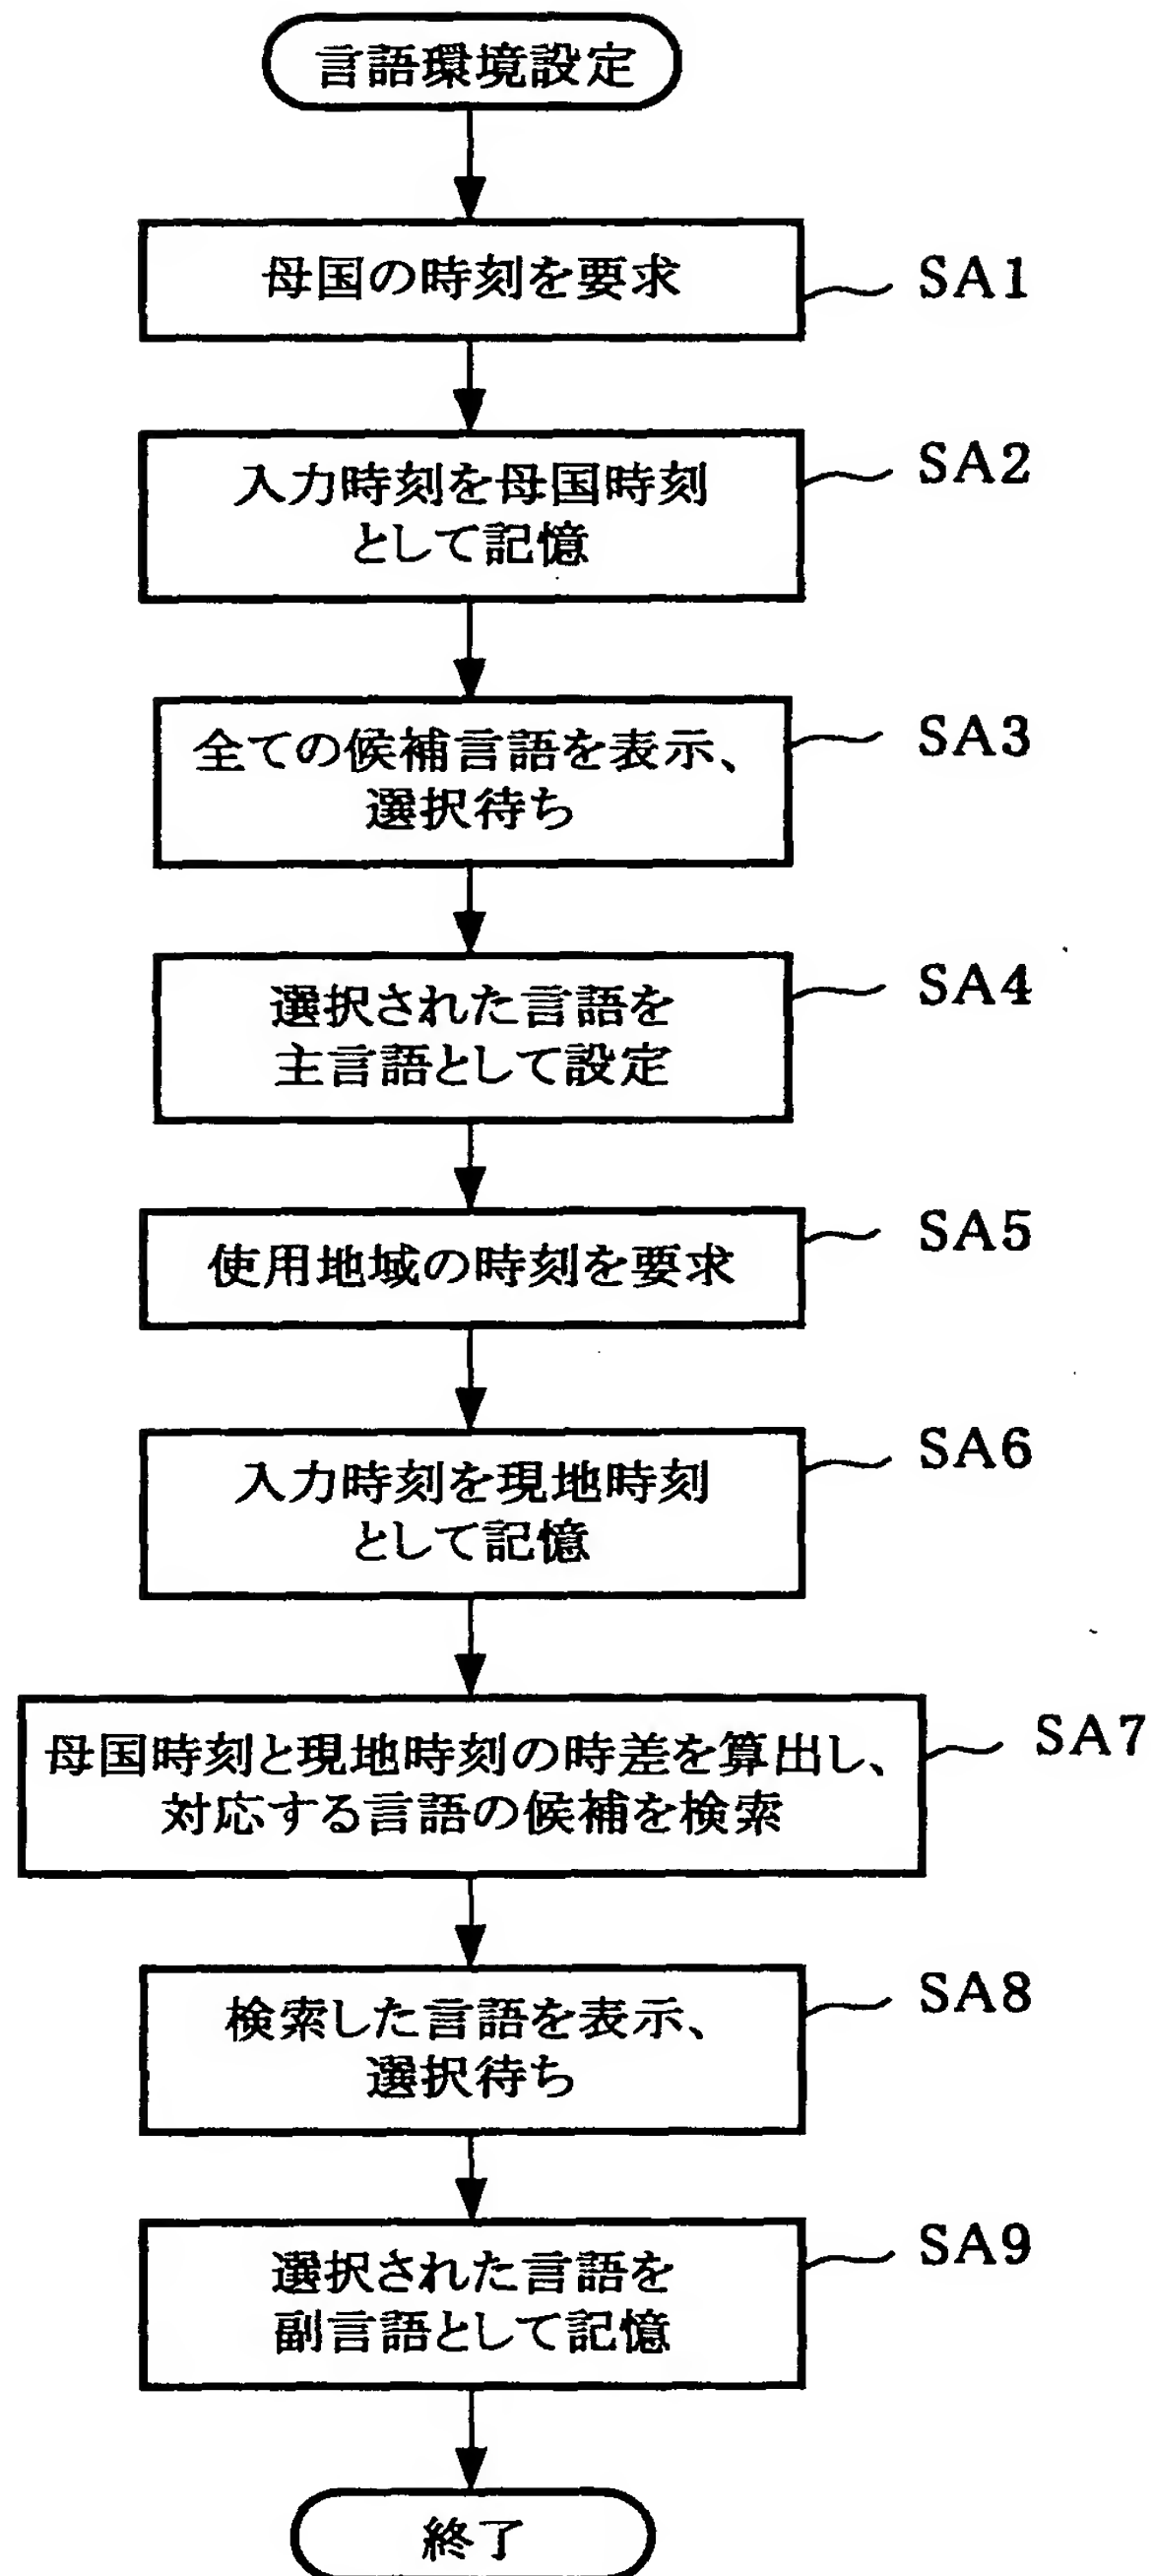 言語環境設定
母国の時刻を要求
SA1
入力時刻を母国時刻
として記憶
SA2
全ての候補言語を表示、
選択待ち
SA3
選択された言語を
主言語として設定
SA4
使用地域の時刻を要求
SA5
入力時刻を現地時刻
として記憶
SA6
母国時刻と現地時刻の時差を算出し、
対応する言語の候補を検索
SA7
検索した言語を表示、
選択待ち
SA8
選択された言語を
副言語として記憶
SA9
終了